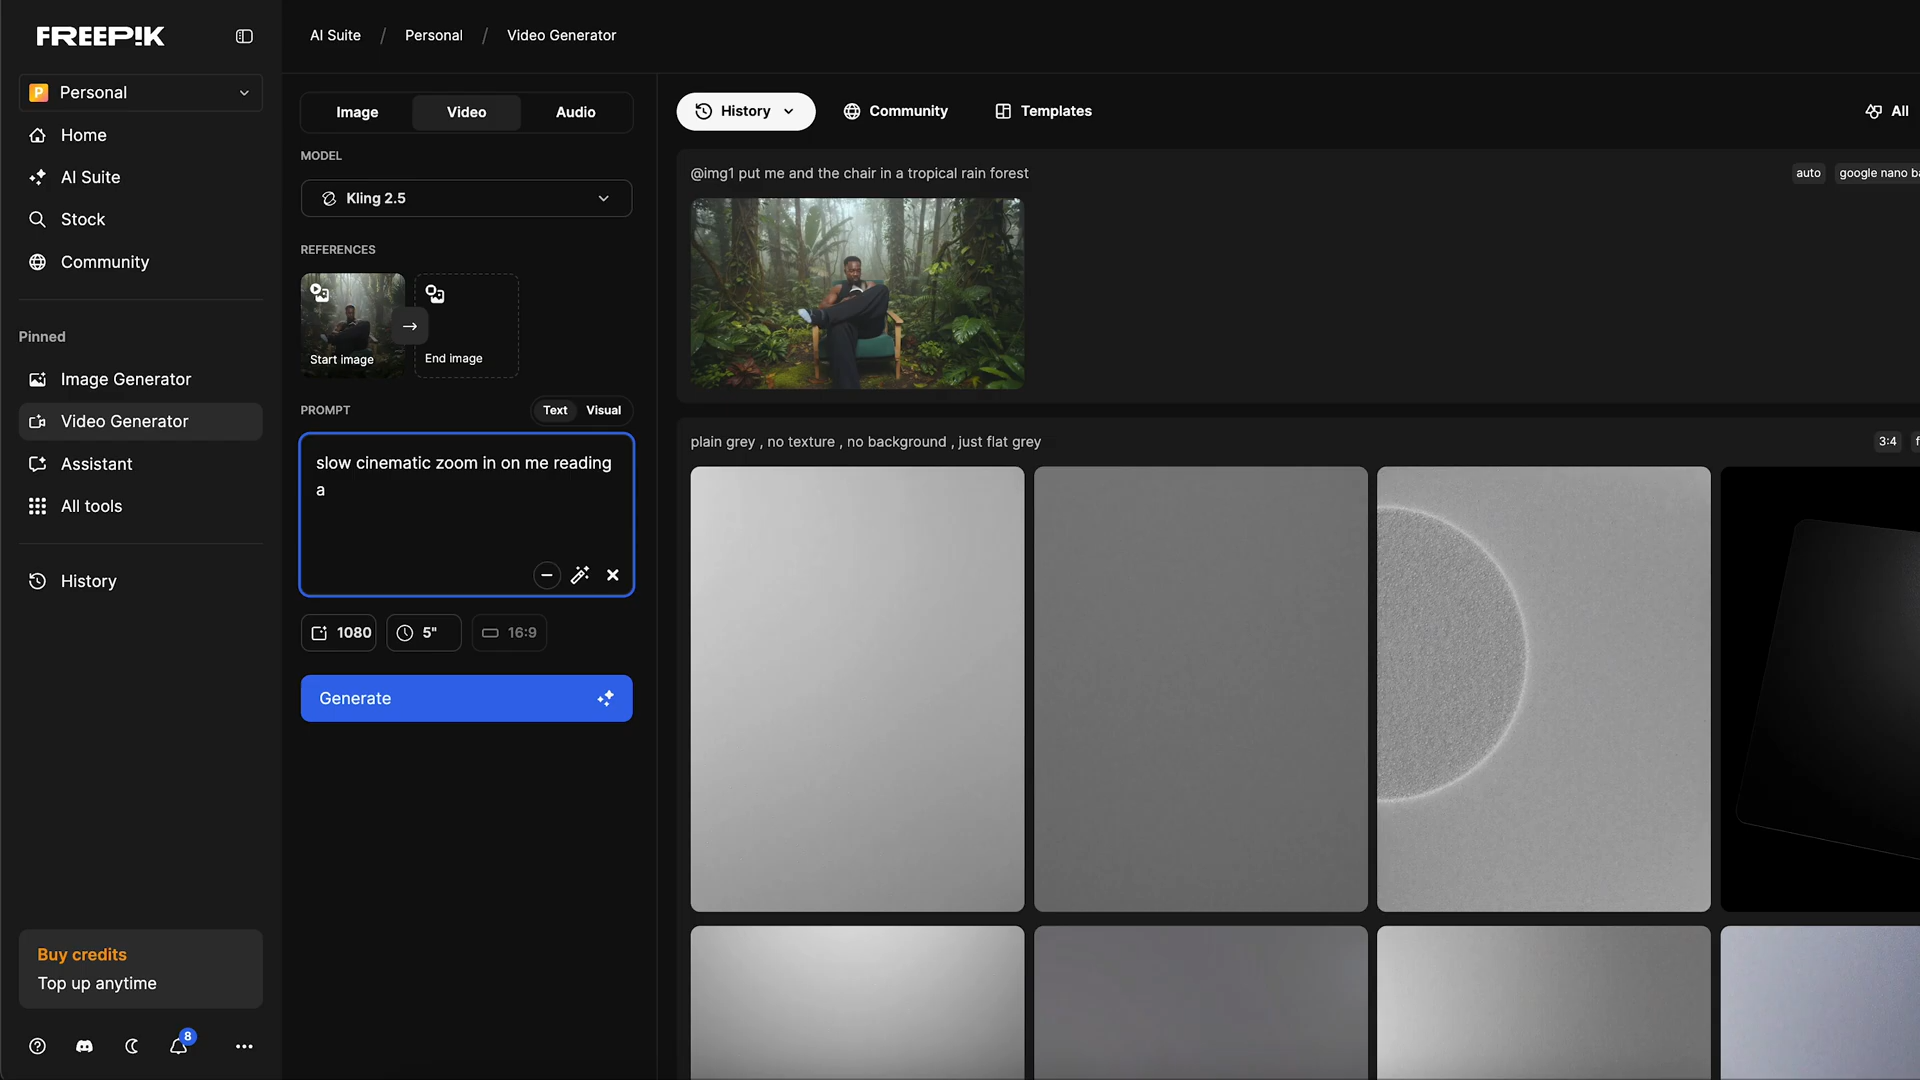 FREEP!K
AI Suite / Personal / Video Generator
P Personal
Home
AI Suite
Stock
Community
Pinned
Image Generator
Video Generator
Assistant
All tools
History
Buy credits
Top up anytime
8
Image Video Audio
MODEL
Kling 2.5
REFERENCES
Start image
End image
PROMPT
Text Visual
slow cinematic zoom in on me reading
a
1080 5" 16:9
Generate
History Community Templates
All
@img1 put me and the chair in a tropical rain forest
auto google nano
plain grey , no texture , no background , just flat grey
3:4